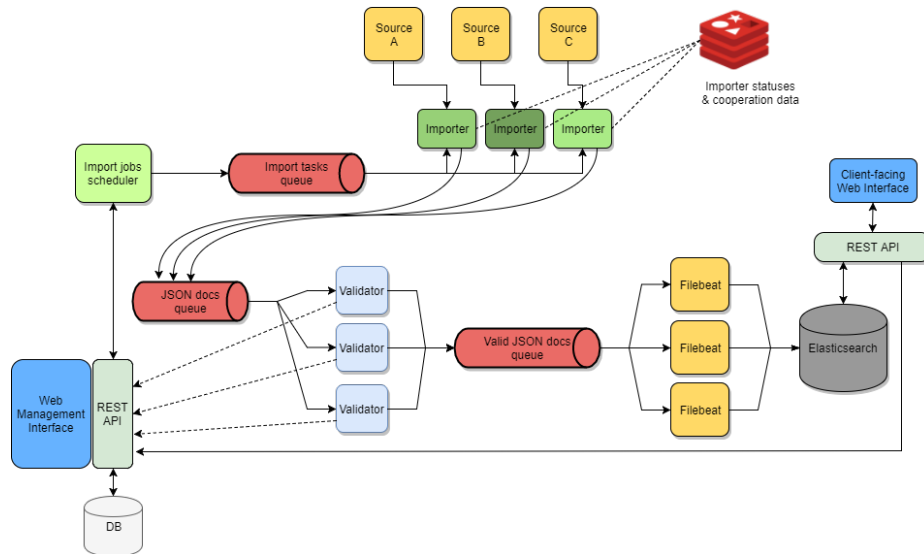 Source
A
Source
B
Source
C
Importer statuses
& cooperation data
Importer
Importer
Importer
Import jobs
scheduler
Import tasks
queue
Client-facing
Web Interface
REST API
JSON docs
queue
Validator
Validator
Validator
Valid JSON docs
queue
Filebeat
Filebeat
Filebeat
Elasticsearch
Web
Management
Interface
REST
API
DB